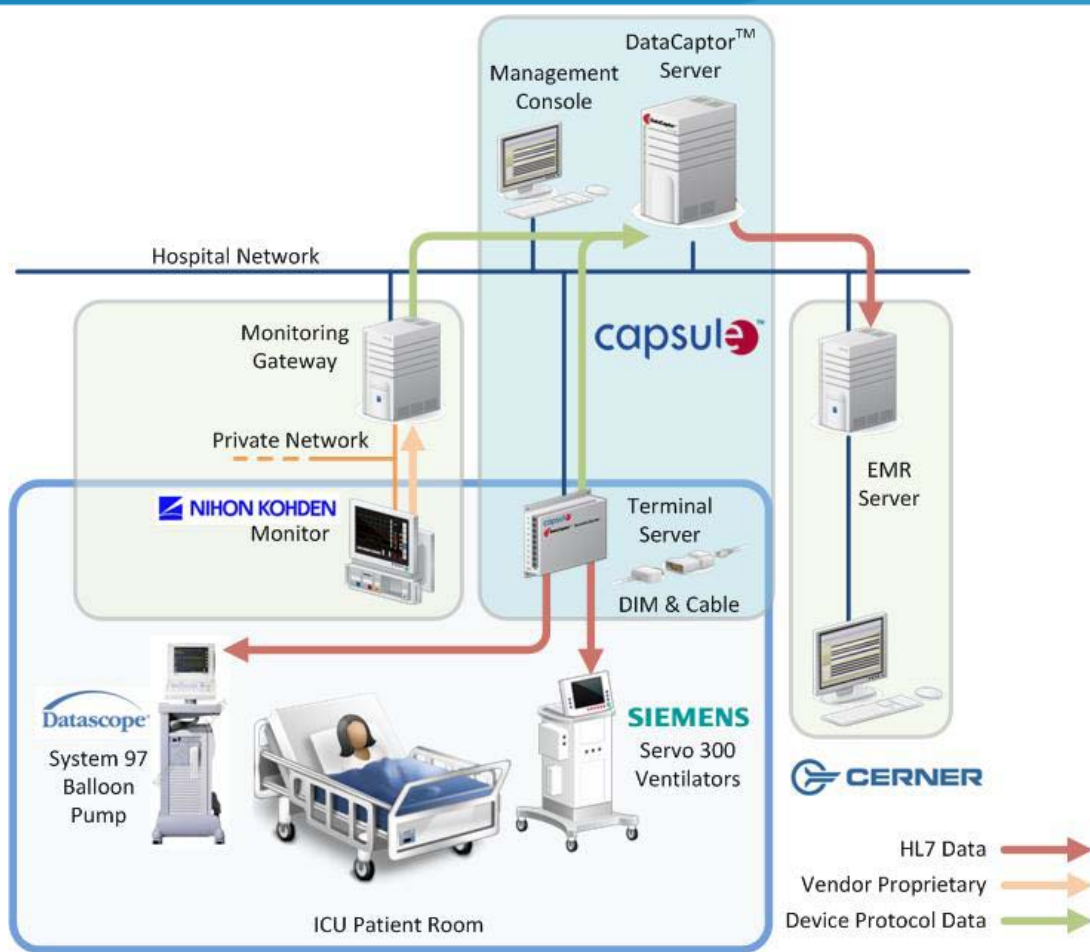 DataCaptor™
Server
Management
Console
DataCaptor™
Hospital Network
Monitoring
Gateway
capsule™
Private Network
EMR
Server
NIHON KOHDEN
Monitor
capsule
Terminal
Server
DIM & Cable
Datascope®
System 97
Balloon
Pump
SIEMENS
Servo 300
Ventilators
CERNER
ICU Patient Room
HL7 Data
Vendor Proprietary
Device Protocol Data